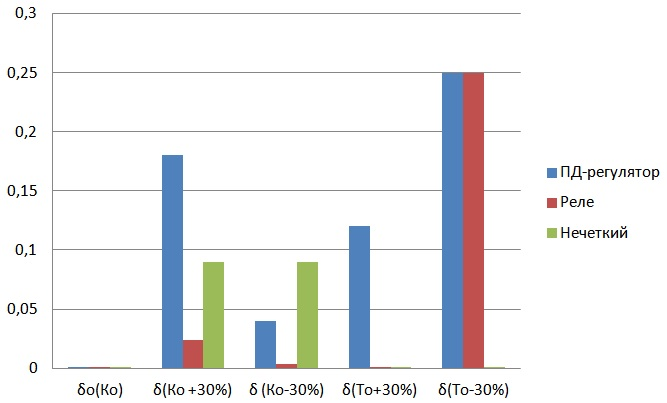 0,3
0,25
0,2
0,15
0,1
0,05
0
δо(Ко)
δ(Ко +30%)
δ (Ко-30%)
δ(То+30%)
δ(То-30%)
ПД-регулятор
Реле
Нечеткий